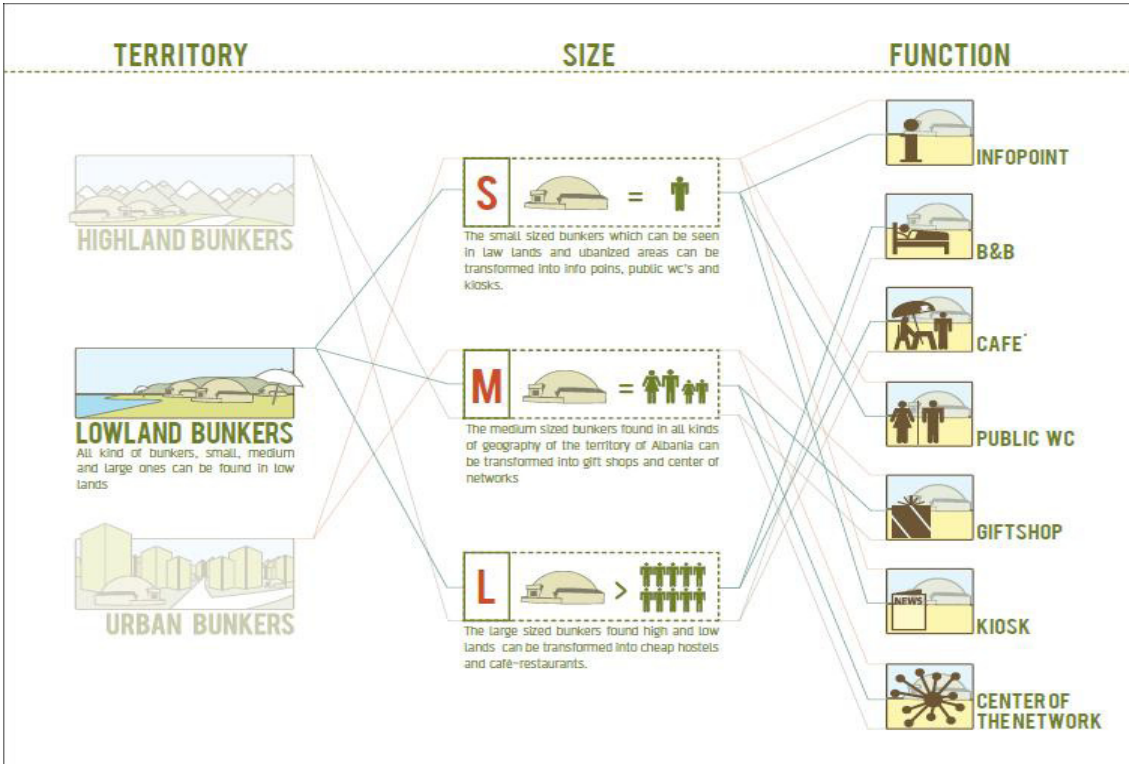 TERRITORY
SIZE
FUNCTION
HIGHLAND BUNKERS
LOWLAND BUNKERS
All kind of bunkers, small, medium
and large ones can be found in low
lands
URBAN BUNKERS
S
=
The small sized bunkers which can be seen
in law lands and ubanized areas can be
transformed into info poins, public wc's and
kiosks.
M
=
The medium sized bunkers found in all kinds
of geography of the territory of Albania can
be transformed into gift shops and center of
networks
L
>
The large sized bunkers found high and low
lands can be transformed into cheap hostels
and café-restaurants.
INFOPOINT
B&B
CAFE'
PUBLIC WC
GIFTSHOP
NEWS
KIOSK
CENTER OF
THE NETWORK